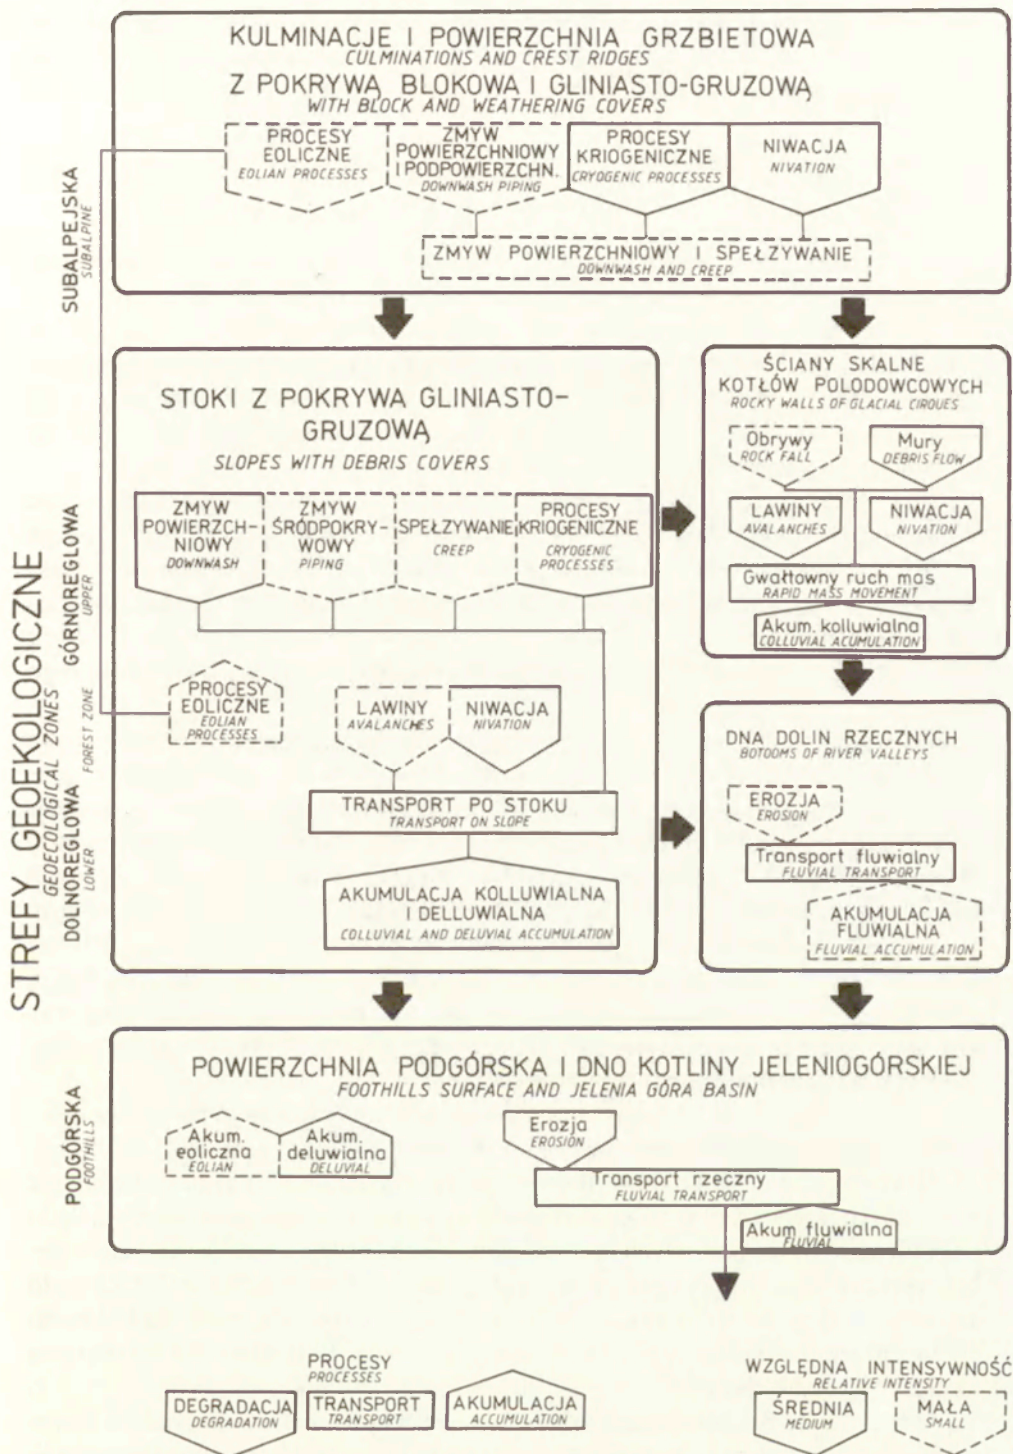 KULMINACJE I POWIERZCHNIA GRZBIETOWA
CULMINATIONS AND CREST RIDGES
Z POKRYWĄ BLOKOWA I GLINIASTO-GRUZOWĄ
WITH BLOCK AND WEATHERING COVERS
PROCESY
EOLICZNE
EOLIAN PROCESSES
ZMYW
POWIERZCHNIOWY
I PODPOWIERZCHN.
DOWNWASH PIPING
PROCESY
KRIOGENICZNE
CRYOGENIC PROCESSES
NIWACJA
NIVATION
ZMYW POWIERZCHNIOWY I SPEŁZYWANIE
DOWNWASH AND CREEP
STREFY GEOEKOLOGICZNE
GEOECOLOGICAL ZONES
SUBALPEJSKA
SUBALPINE
GÓRNOREGLOWA
UPPER
FOREST ZONE
DOLNOREGLOWA
LOWER
PODGÓRSKA
FOOTHILLS
STOKI Z POKRYWA GLINIASTO-
GRUZOWĄ
SLOPES WITH DEBRIS COVERS
ZMYW
POWIERZCH-
NIOWY
DOWNWASH
ZMYW
ŚRÓDPOKRY-
WOWY
PIPING
SPEŁZYWANIE
CREEP
PROCESY
KRIOGENICZNE
CRYOGENIC
PROCESSES
PROCESY
EOLICZNE
EOLIAN
PROCESSES
LAWINY
AVALANCHES
NIWACJA
NIVATION
TRANSPORT PO STOKU
TRANSPORT ON SLOPE
AKUMULACJA KOLLUWIALNA
I DELLUWIALNA
COLLUVIAL AND DELUVIAL ACCUMULATION
ŚCIANY SKALNE
KOTŁÓW POLODOWCOWYCH
ROCKY WALLS OF GLACIAL CIRQUES
Obrywy
ROCK FALL
Mury
DEBRIS FLOW
LAWINY
AVALANCHES
NIWACJA
NIVATION
Gwałtowny ruch mas
RAPID MASS MOVEMENT
Akum. kolluwialna
COLLUVIAL ACUMULATION
DNA DOLIN RZECZNYCH
BOTOOMS OF RIVER VALLEYS
EROZJA
EROSION
Transport fluwialny
FLUVIAL TRANSPORT
AKUMULACJA
FLUWIALNA
FLUVIAL ACCUMULATION
POWIERZCHNIA PODGÓRSKA I DNO KOTLINY JELENIOGÓRSKIEJ
FOOTHILLS SURFACE AND JELENIA GÓRA BASIN
Akum.
eoliczna
EOLIAN
Akum.
deluwialna
DELUVIAL
Erozja
EROSION
Transport rzeczny
FLUVIAL TRANSPORT
Akum fluwialna
FLUVIAL
PROCESY
PROCESSES
DEGRADACJA
DEGRADATION
TRANSPORT
TRANSPORT
AKUMULACJA
ACCUMULATION
WZGLĘDNA INTENSYWNOŚĆ
RELATIVE INTENSITY
ŚREDNIA
MEDIUM
MAŁA
SMALL